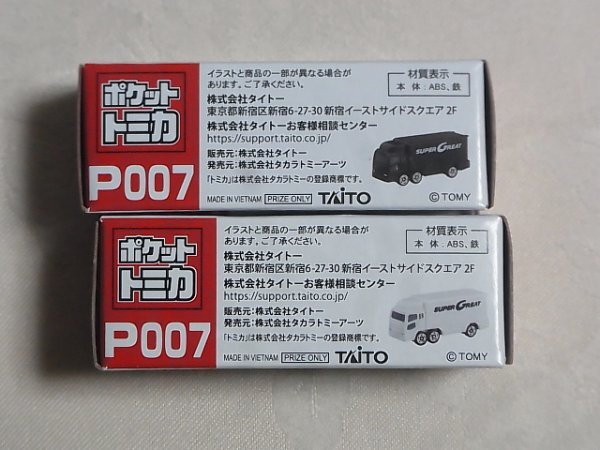 ポケット
トミカ
P007
イラストと商品の一部が異なる場合が
あります。ご了承ください。
株式会社タイトー
東京都新宿区新宿6-27-30 新宿イーストサイドスクエア 2F
株式会社タイトーお客様相談センター
https://support.taito.co.jp/
販売元：株式会社タイトー
発売元：株式会社タカラトミーアーツ
「トミカ」は株式会社タカラトミーの登録商標です。
MADE IN VIETNAM PRIZE ONLY TAITO
材質表示
本 体：ABS、鉄
SUPER GREAT
©TOMY
ポケット
トミカ
P007
イラストと商品の一部が異なる場合が
あります。ご了承ください。
株式会社タイトー
東京都新宿区新宿6-27-30 新宿イーストサイドスクエア 2F
株式会社タイトーお客様相談センター
https://support.taito.co.jp/
販売元：株式会社タイトー
発売元：株式会社タカラトミーアーツ
「トミカ」は株式会社タカラトミーの登録商標です。
MADE IN VIETNAM PRIZE ONLY TAITO
材質表示
本 体：ABS、鉄
SUPER GREAT
©TOMY